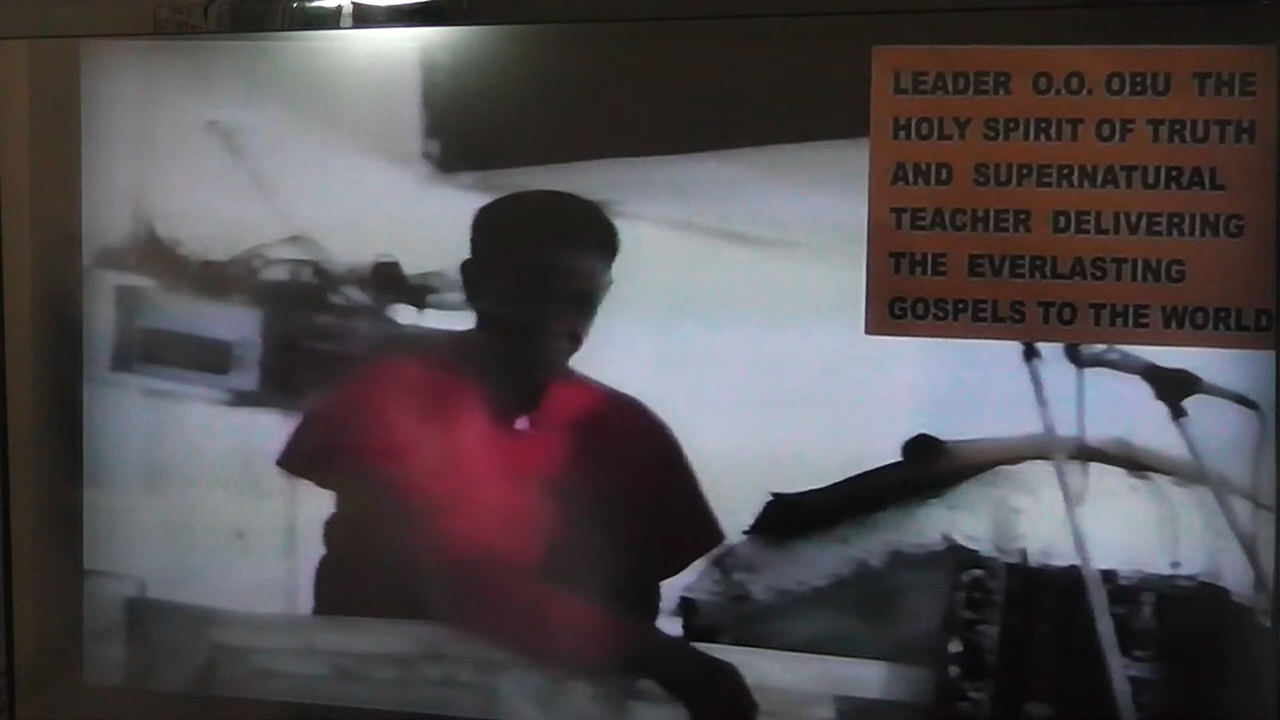 LEADER O.O. OBU THE
HOLY SPIRIT OF TRUTH
AND SUPERNATURAL
TEACHER DELIVERING
THE EVERLASTING
GOSPELS TO THE WORLD